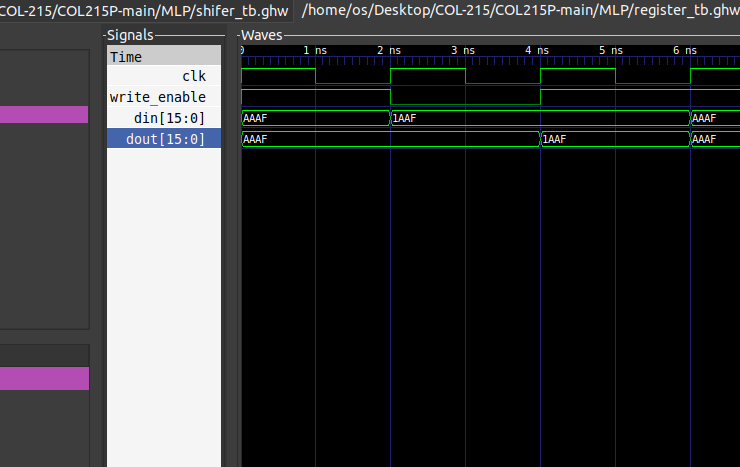 COL-215/COL215P-main/MLP/shifer_tb.ghw /home/os/Desktop/COL-215/COL215P-main/MLP/register_tb.ghw
Signals Waves
Time 0 1 ns 2 ns 3 ns 4 ns 5 ns 6 ns
clk
write_enable
din[15:0] AAAF 1AAF AAAF
dout[15:0] AAAF 1AAF AAAF